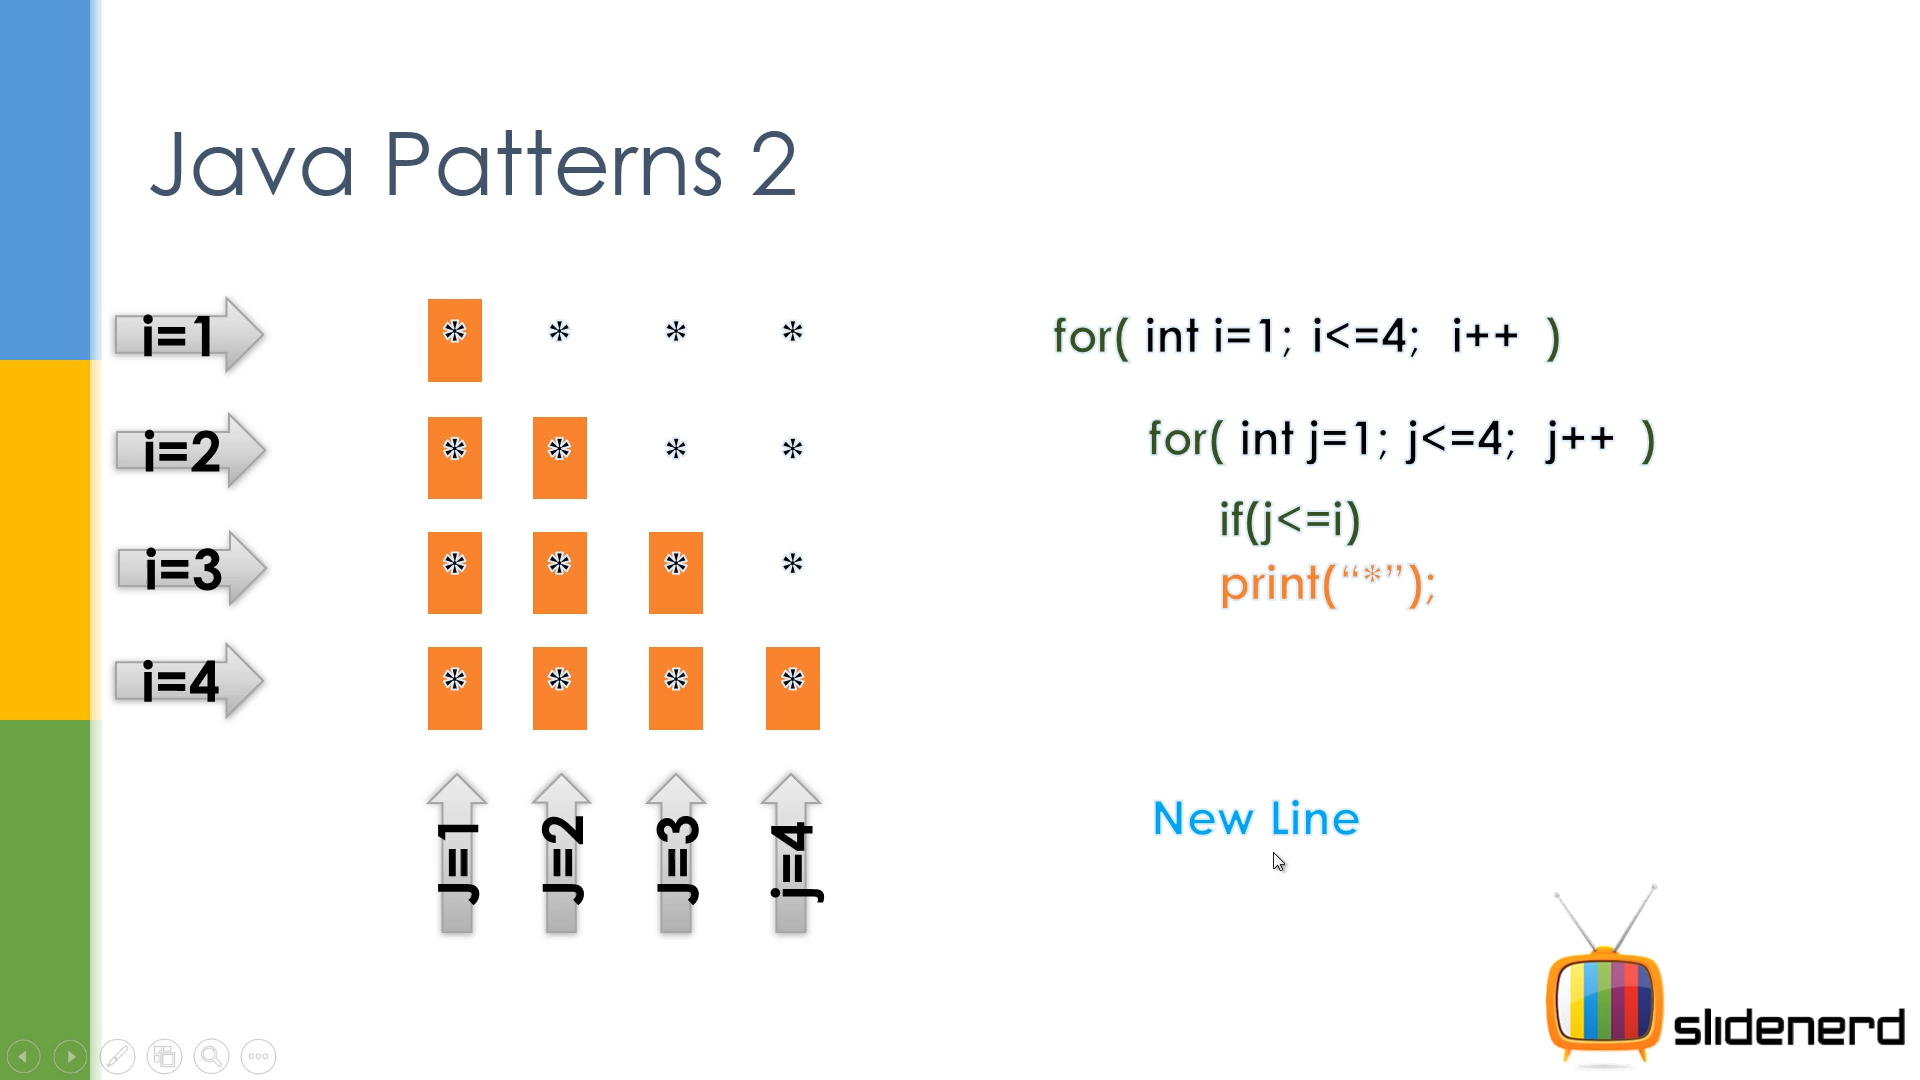 Java Patterns 2
i=1
* * * *
i=2
* * * *
i=3
* * * *
i=4
* * * *
J=1
J=2
J=3
j=4
for( int i=1; i<=4; i++ )
for( int j=1; j<=4; j++ )
if(j<=i)
print(“*”);
New Line
slidenerd